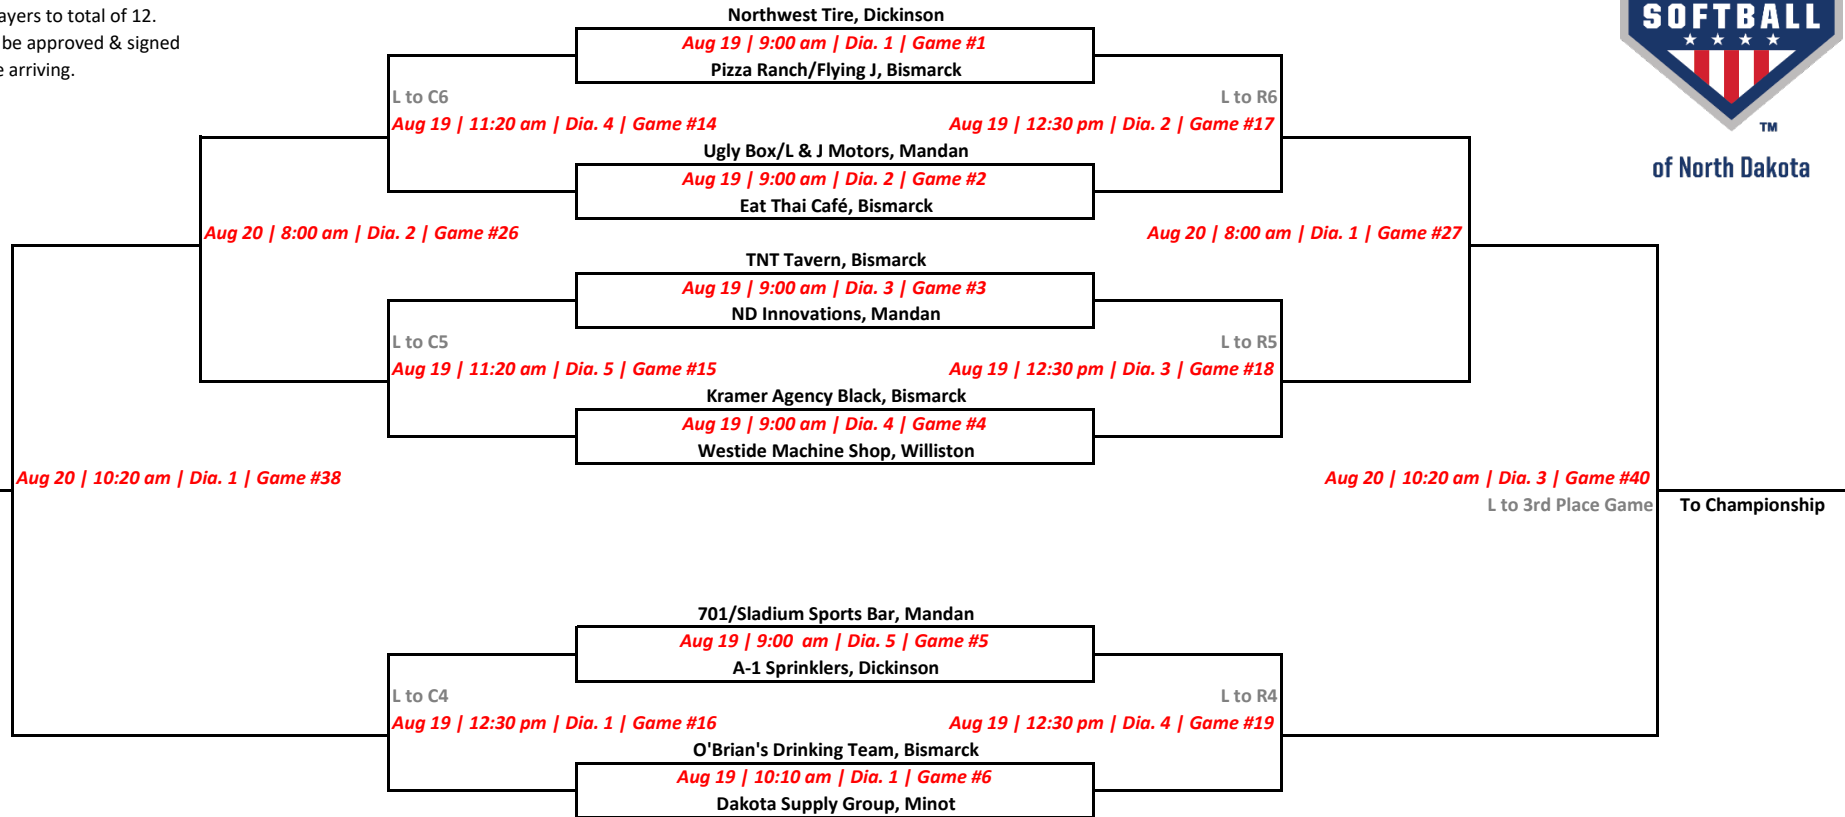 ayers to total of 12.
be approved & signed
e arriving.
SOFTBALL
TM
of North Dakota
Northwest Tire, Dickinson
Aug 19 | 9:00 am | Dia. 1 | Game #1
Pizza Ranch/Flying J, Bismarck
L to C6
L to R6
Aug 19 | 11:20 am | Dia. 4 | Game #14
Aug 19 | 12:30 pm | Dia. 2 | Game #17
Ugly Box/L & J Motors, Mandan
Aug 19 | 9:00 am | Dia. 2 | Game #2
Eat Thai Café, Bismarck
Aug 20 | 8:00 am | Dia. 2 | Game #26
Aug 20 | 8:00 am | Dia. 1 | Game #27
TNT Tavern, Bismarck
Aug 19 | 9:00 am | Dia. 3 | Game #3
ND Innovations, Mandan
L to C5
L to R5
Aug 19 | 11:20 am | Dia. 5 | Game #15
Aug 19 | 12:30 pm | Dia. 3 | Game #18
Kramer Agency Black, Bismarck
Aug 19 | 9:00 am | Dia. 4 | Game #4
Westide Machine Shop, Williston
Aug 20 | 10:20 am | Dia. 1 | Game #38
Aug 20 | 10:20 am | Dia. 3 | Game #40
L to 3rd Place Game
To Championship
701/Sladium Sports Bar, Mandan
Aug 19 | 9:00  am | Dia. 5 | Game #5
A-1 Sprinklers, Dickinson
L to C4
L to R4
Aug 19 | 12:30 pm | Dia. 1 | Game #16
Aug 19 | 12:30 pm | Dia. 4 | Game #19
O'Brian's Drinking Team, Bismarck
Aug 19 | 10:10 am | Dia. 1 | Game #6
Dakota Supply Group, Minot